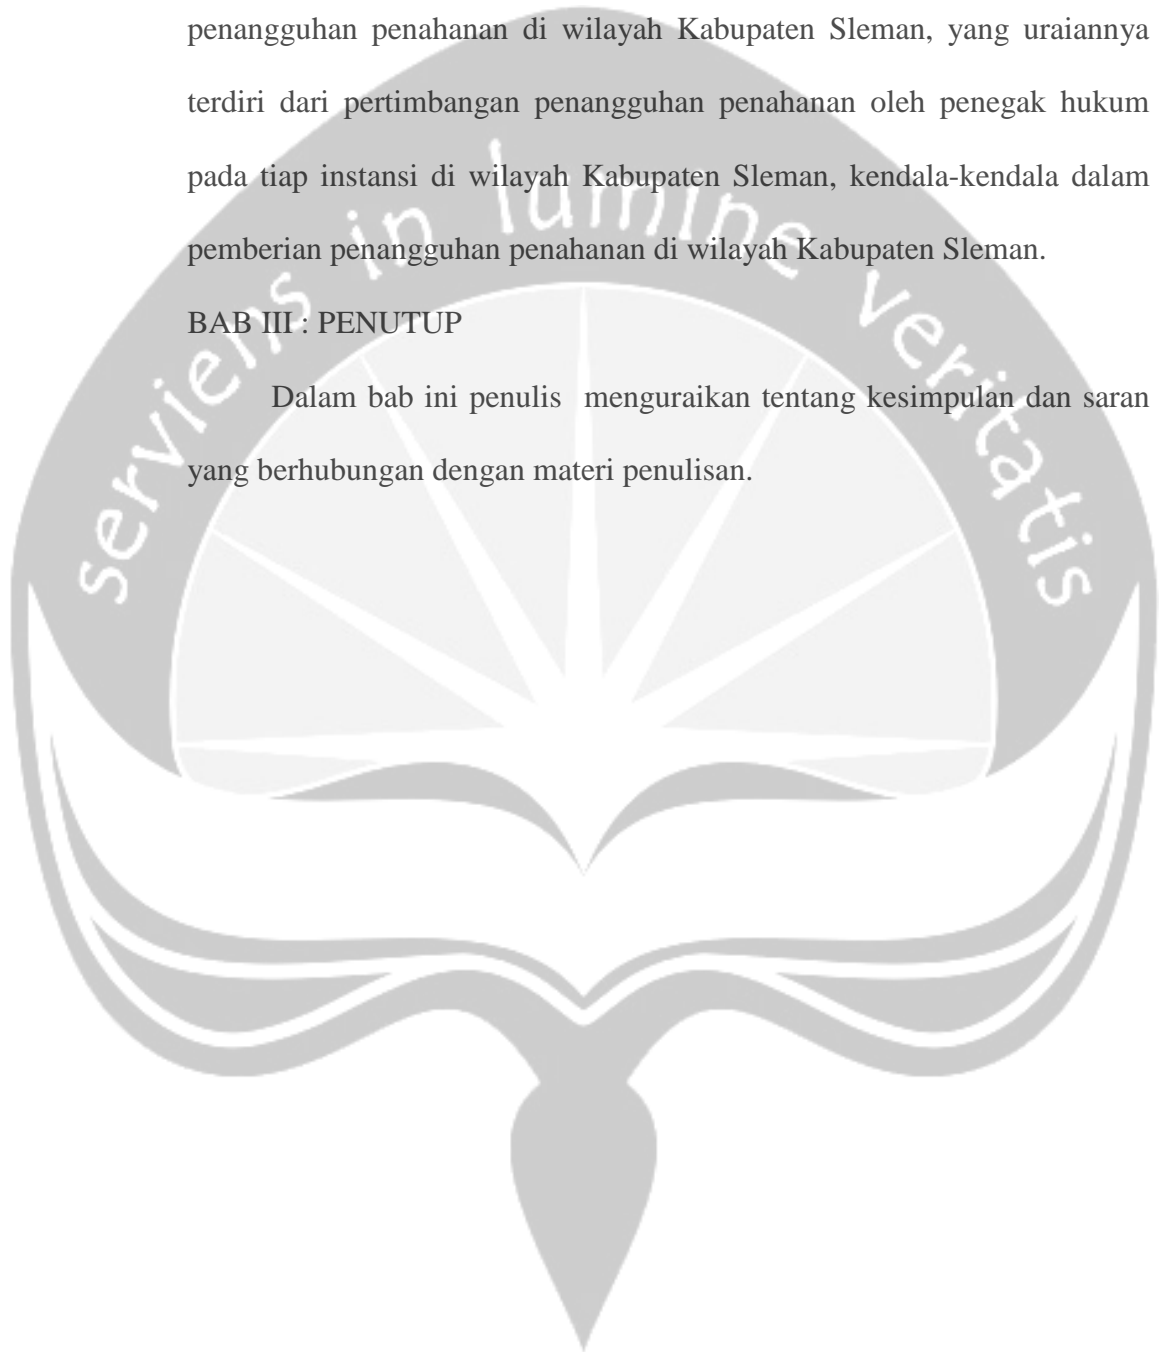 penangguhan penahanan di wilayah Kabupaten Sleman, yang uraiannya
terdiri dari pertimbangan penangguhan penahanan oleh penegak hukum
pada tiap instansi di wilayah Kabupaten Sleman, kendala-kendala dalam
pemberian penangguhan penahanan di wilayah Kabupaten Sleman.
BAB III : PENUTUP
Dalam bab ini penulis menguraikan tentang kesimpulan dan saran
yang berhubungan dengan materi penulisan.
serviens in lumine veritatis